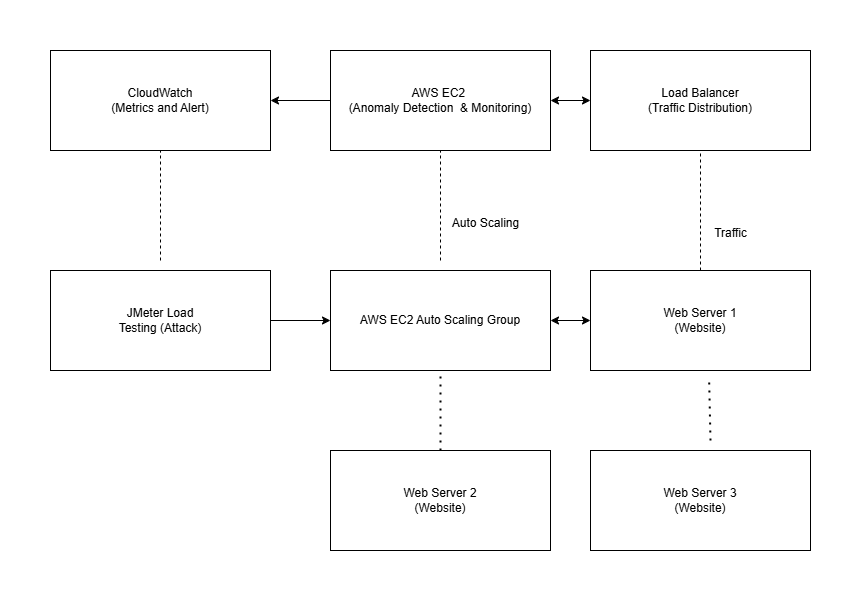 CloudWatch
(Metrics and Alert)
AWS EC2
(Anomaly Detection & Monitoring)
Load Balancer
(Traffic Distribution)
Auto Scaling
Traffic
JMeter Load
Testing (Attack)
AWS EC2 Auto Scaling Group
Web Server 1
(Website)
Web Server 2
(Website)
Web Server 3
(Website)